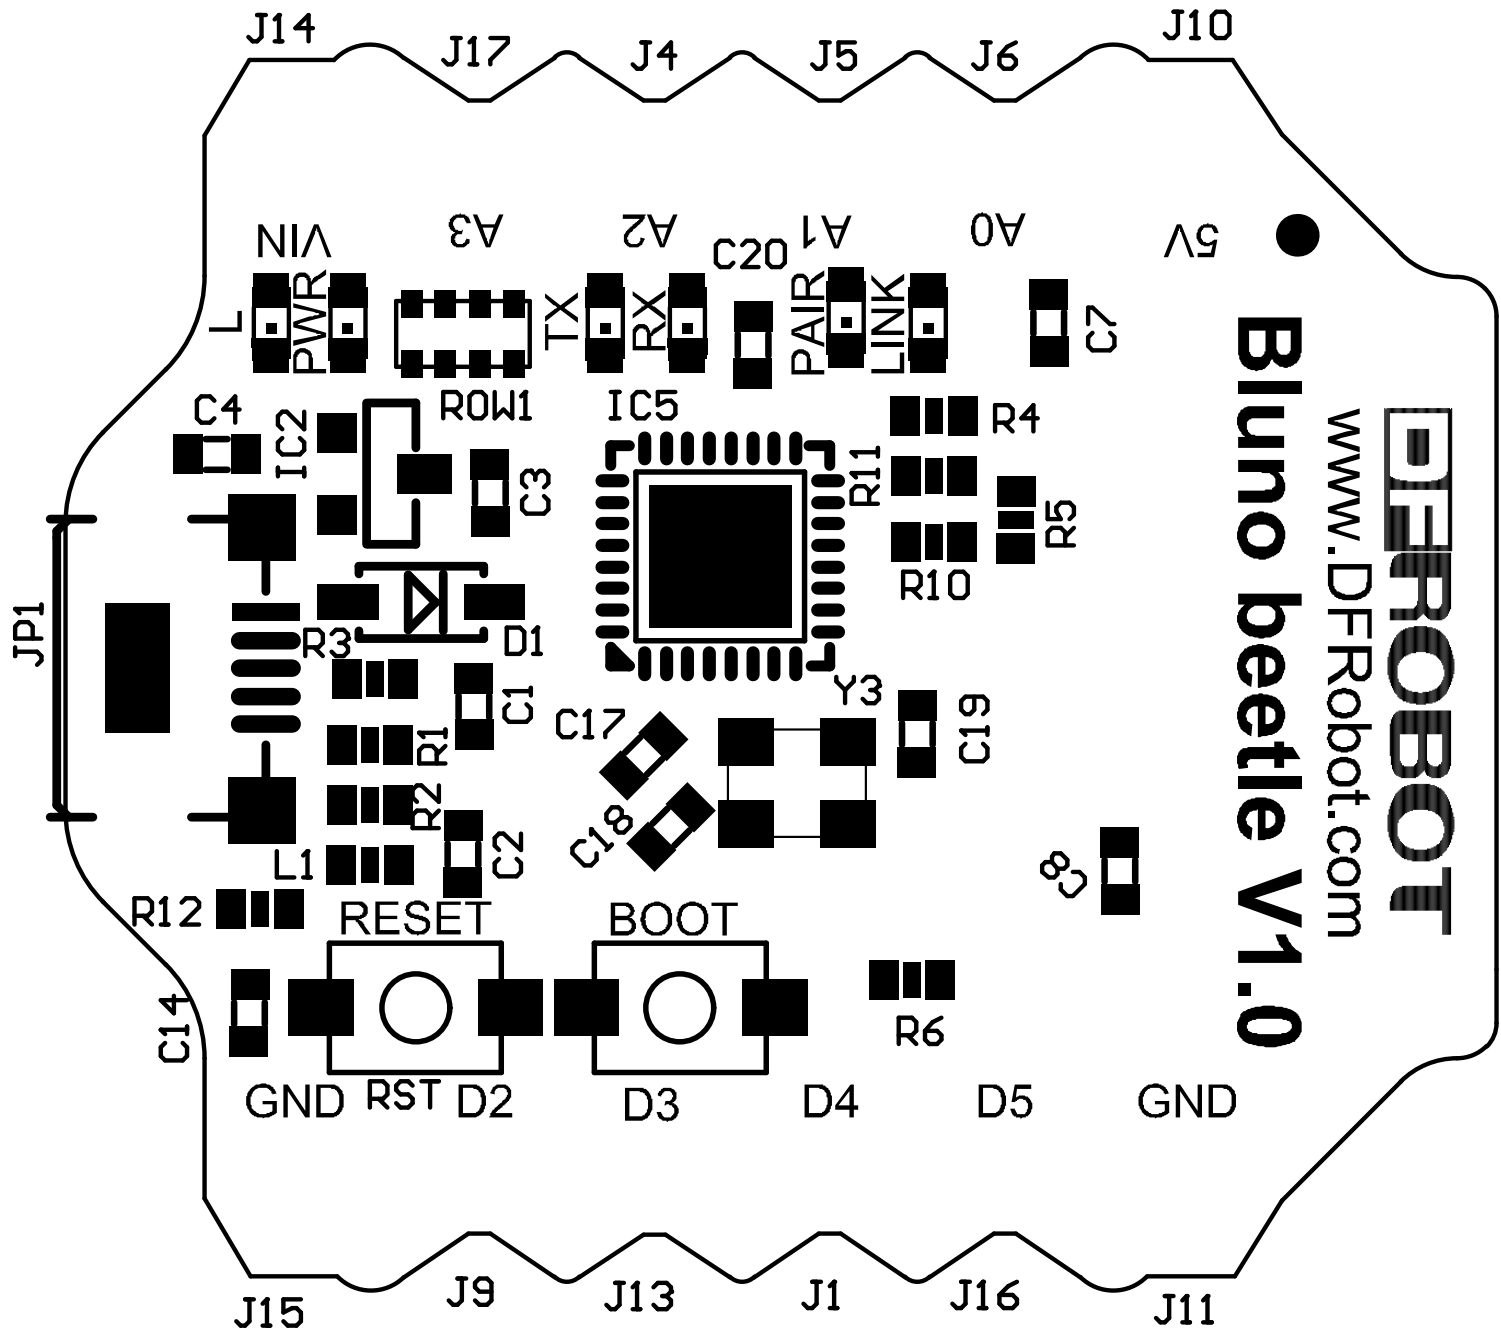 J14
J17
J4
J5
J6
J10
VIN
A3
A2
A1
A0
5V
C20
L
PWR
TX
RX
PAIR
LINK
C7
C4
IC2
ROW1
IC5
R4
C3
R11
R5
R10
JP1
R3
D1
Y3
C1
C17
C19
R1
R2
C18
L1
C2
C8
R12
RESET
BOOT
C14
R6
GND
RST
D2
D3
D4
D5
GND
Bluno beetle V1.0
www.DFRobot.com
DFROBOT
J15
J9
J13
J1
J16
J11